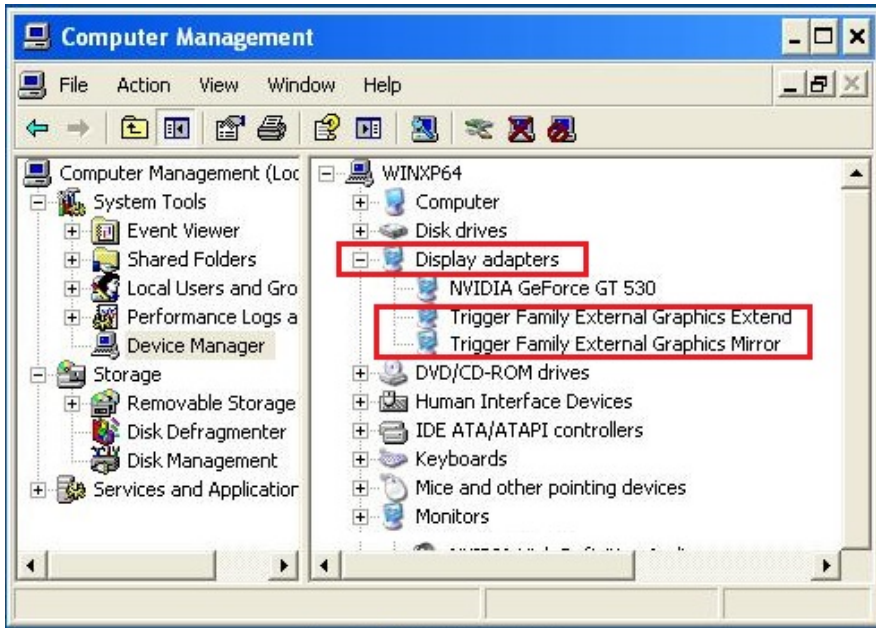 Computer Management
File Action View Window Help
Computer Management (Loc
System Tools
Event Viewer
Shared Folders
Local Users and Gro
Performance Logs a
Device Manager
Storage
Removable Storage
Disk Defragmenter
Disk Management
Services and Application
WINXP64
Computer
Disk drives
Display adapters
NVIDIA GeForce GT 530
Trigger Family External Graphics Extend
Trigger Family External Graphics Mirror
DVD/CD-ROM drives
Human Interface Devices
IDE ATA/ATAPI controllers
Keyboards
Mice and other pointing devices
Monitors